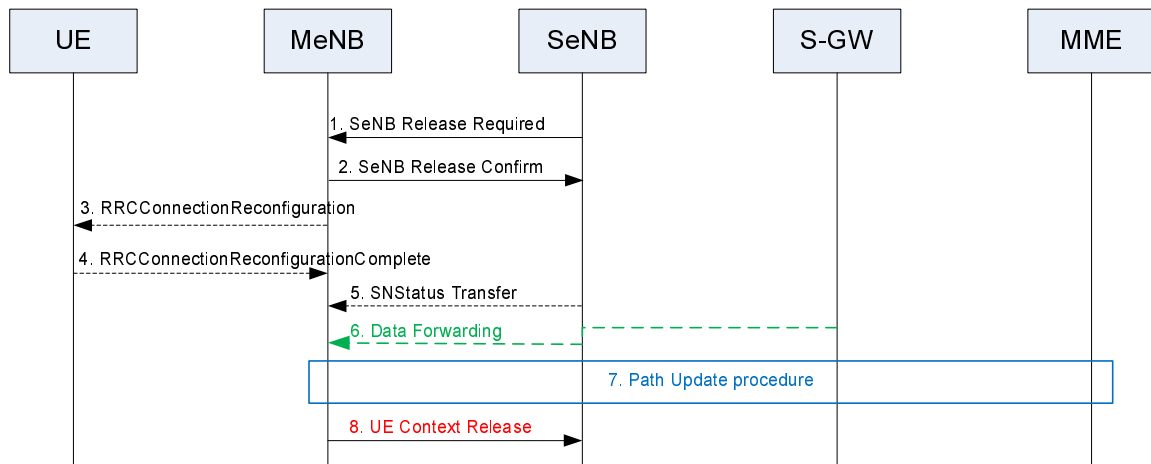 UE
MeNB
SeNB
S-GW
MME
1. SeNB Release Required
2. SeNB Release Confirm
3. RRCConnectionReconfiguration
4. RRCConnectionReconfigurationComplete
5. SNStatus Transfer
6. Data Forwarding
7. Path Update procedure
8. UE Context Release